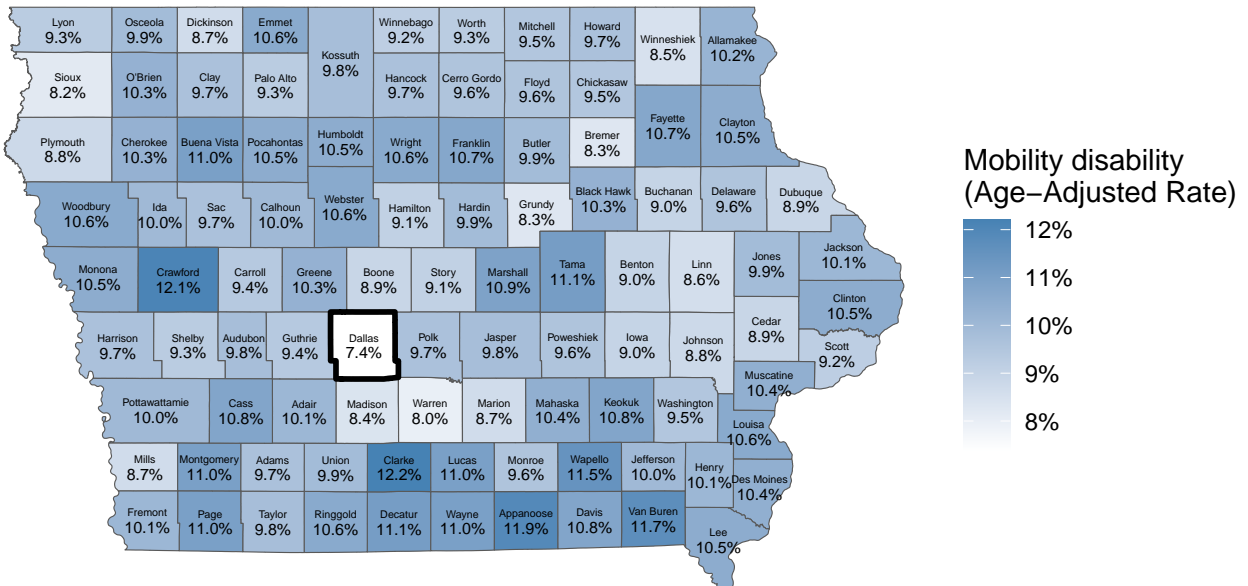 Lyon
9.3%
Osceola
9.9%
Dickinson
8.7%
Emmet
10.6%
Kossuth
9.8%
Winnebago
9.2%
Worth
9.3%
Mitchell
9.5%
Howard
9.7%
Winneshiek
8.5%
Allamakee
10.2%
Sioux
8.2%
O'Brien
10.3%
Clay
9.7%
Palo Alto
9.3%
Hancock
9.7%
Cerro Gordo
9.6%
Floyd
9.6%
Chickasaw
9.5%
Fayette
10.7%
Clayton
10.5%
Plymouth
8.8%
Cherokee
10.3%
Buena Vista
11.0%
Pocahontas
10.5%
Humboldt
10.5%
Wright
10.6%
Franklin
10.7%
Butler
9.9%
Bremer
8.3%
Woodbury
10.6%
Ida
10.0%
Sac
9.7%
Calhoun
10.0%
Webster
10.6%
Hamilton
9.1%
Hardin
9.9%
Grundy
8.3%
Black Hawk
10.3%
Buchanan
9.0%
Delaware
9.6%
Dubuque
8.9%
Monona
10.5%
Crawford
12.1%
Carroll
9.4%
Greene
10.3%
Boone
8.9%
Story
9.1%
Marshall
10.9%
Tama
11.1%
Benton
9.0%
Linn
8.6%
Jones
9.9%
Jackson
10.1%
Clinton
10.5%
Harrison
9.7%
Shelby
9.3%
Audubon
9.8%
Guthrie
9.4%
Dallas
7.4%
Polk
9.7%
Jasper
9.8%
Poweshiek
9.6%
Iowa
9.0%
Johnson
8.8%
Cedar
8.9%
Scott
9.2%
Muscatine
10.4%
Pottawattamie
10.0%
Cass
10.8%
Adair
10.1%
Madison
8.4%
Warren
8.0%
Marion
8.7%
Mahaska
10.4%
Keokuk
10.8%
Washington
9.5%
Louisa
10.6%
Mills
8.7%
Montgomery
11.0%
Adams
9.7%
Union
9.9%
Clarke
12.2%
Lucas
11.0%
Monroe
9.6%
Wapello
11.5%
Jefferson
10.0%
Henry
10.1%
Des Moines
10.4%
Fremont
10.1%
Page
11.0%
Taylor
9.8%
Ringgold
10.6%
Decatur
11.1%
Wayne
11.0%
Appanoose
11.9%
Davis
10.8%
Van Buren
11.7%
Lee
10.5%
Mobility disability
(Age−Adjusted Rate)
12%
11%
10%
9%
8%